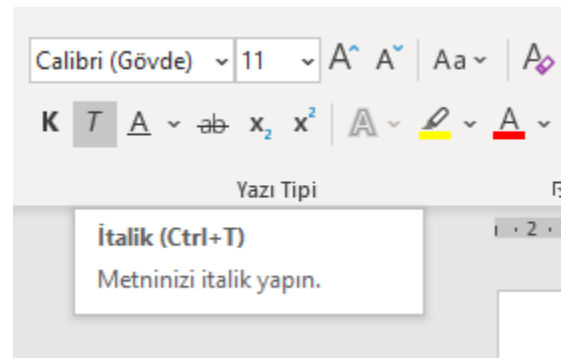 Calibri (Gövde) 11 A A Aa A
K T A ab x₂ x² A A
Yazı Tipi
İtalik (Ctrl+T)
2
Metninizi italik yapın.